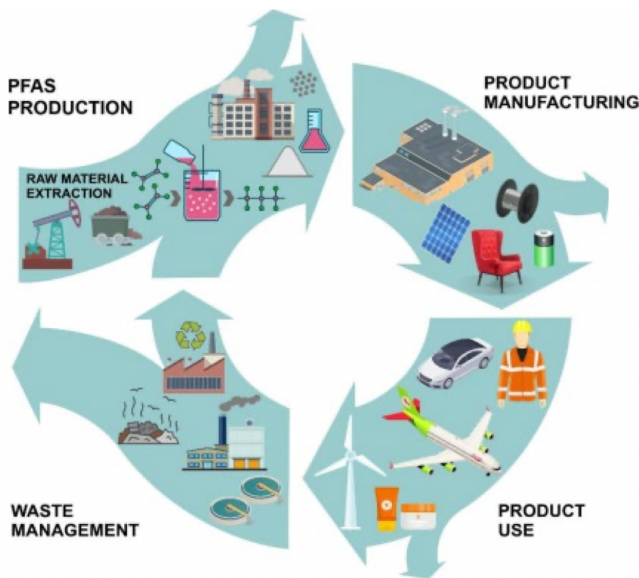 PFAS
PRODUCTION
RAW MATERIAL
EXTRACTION
PRODUCT
MANUFACTURING
WASTE
MANAGEMENT
PRODUCT
USE